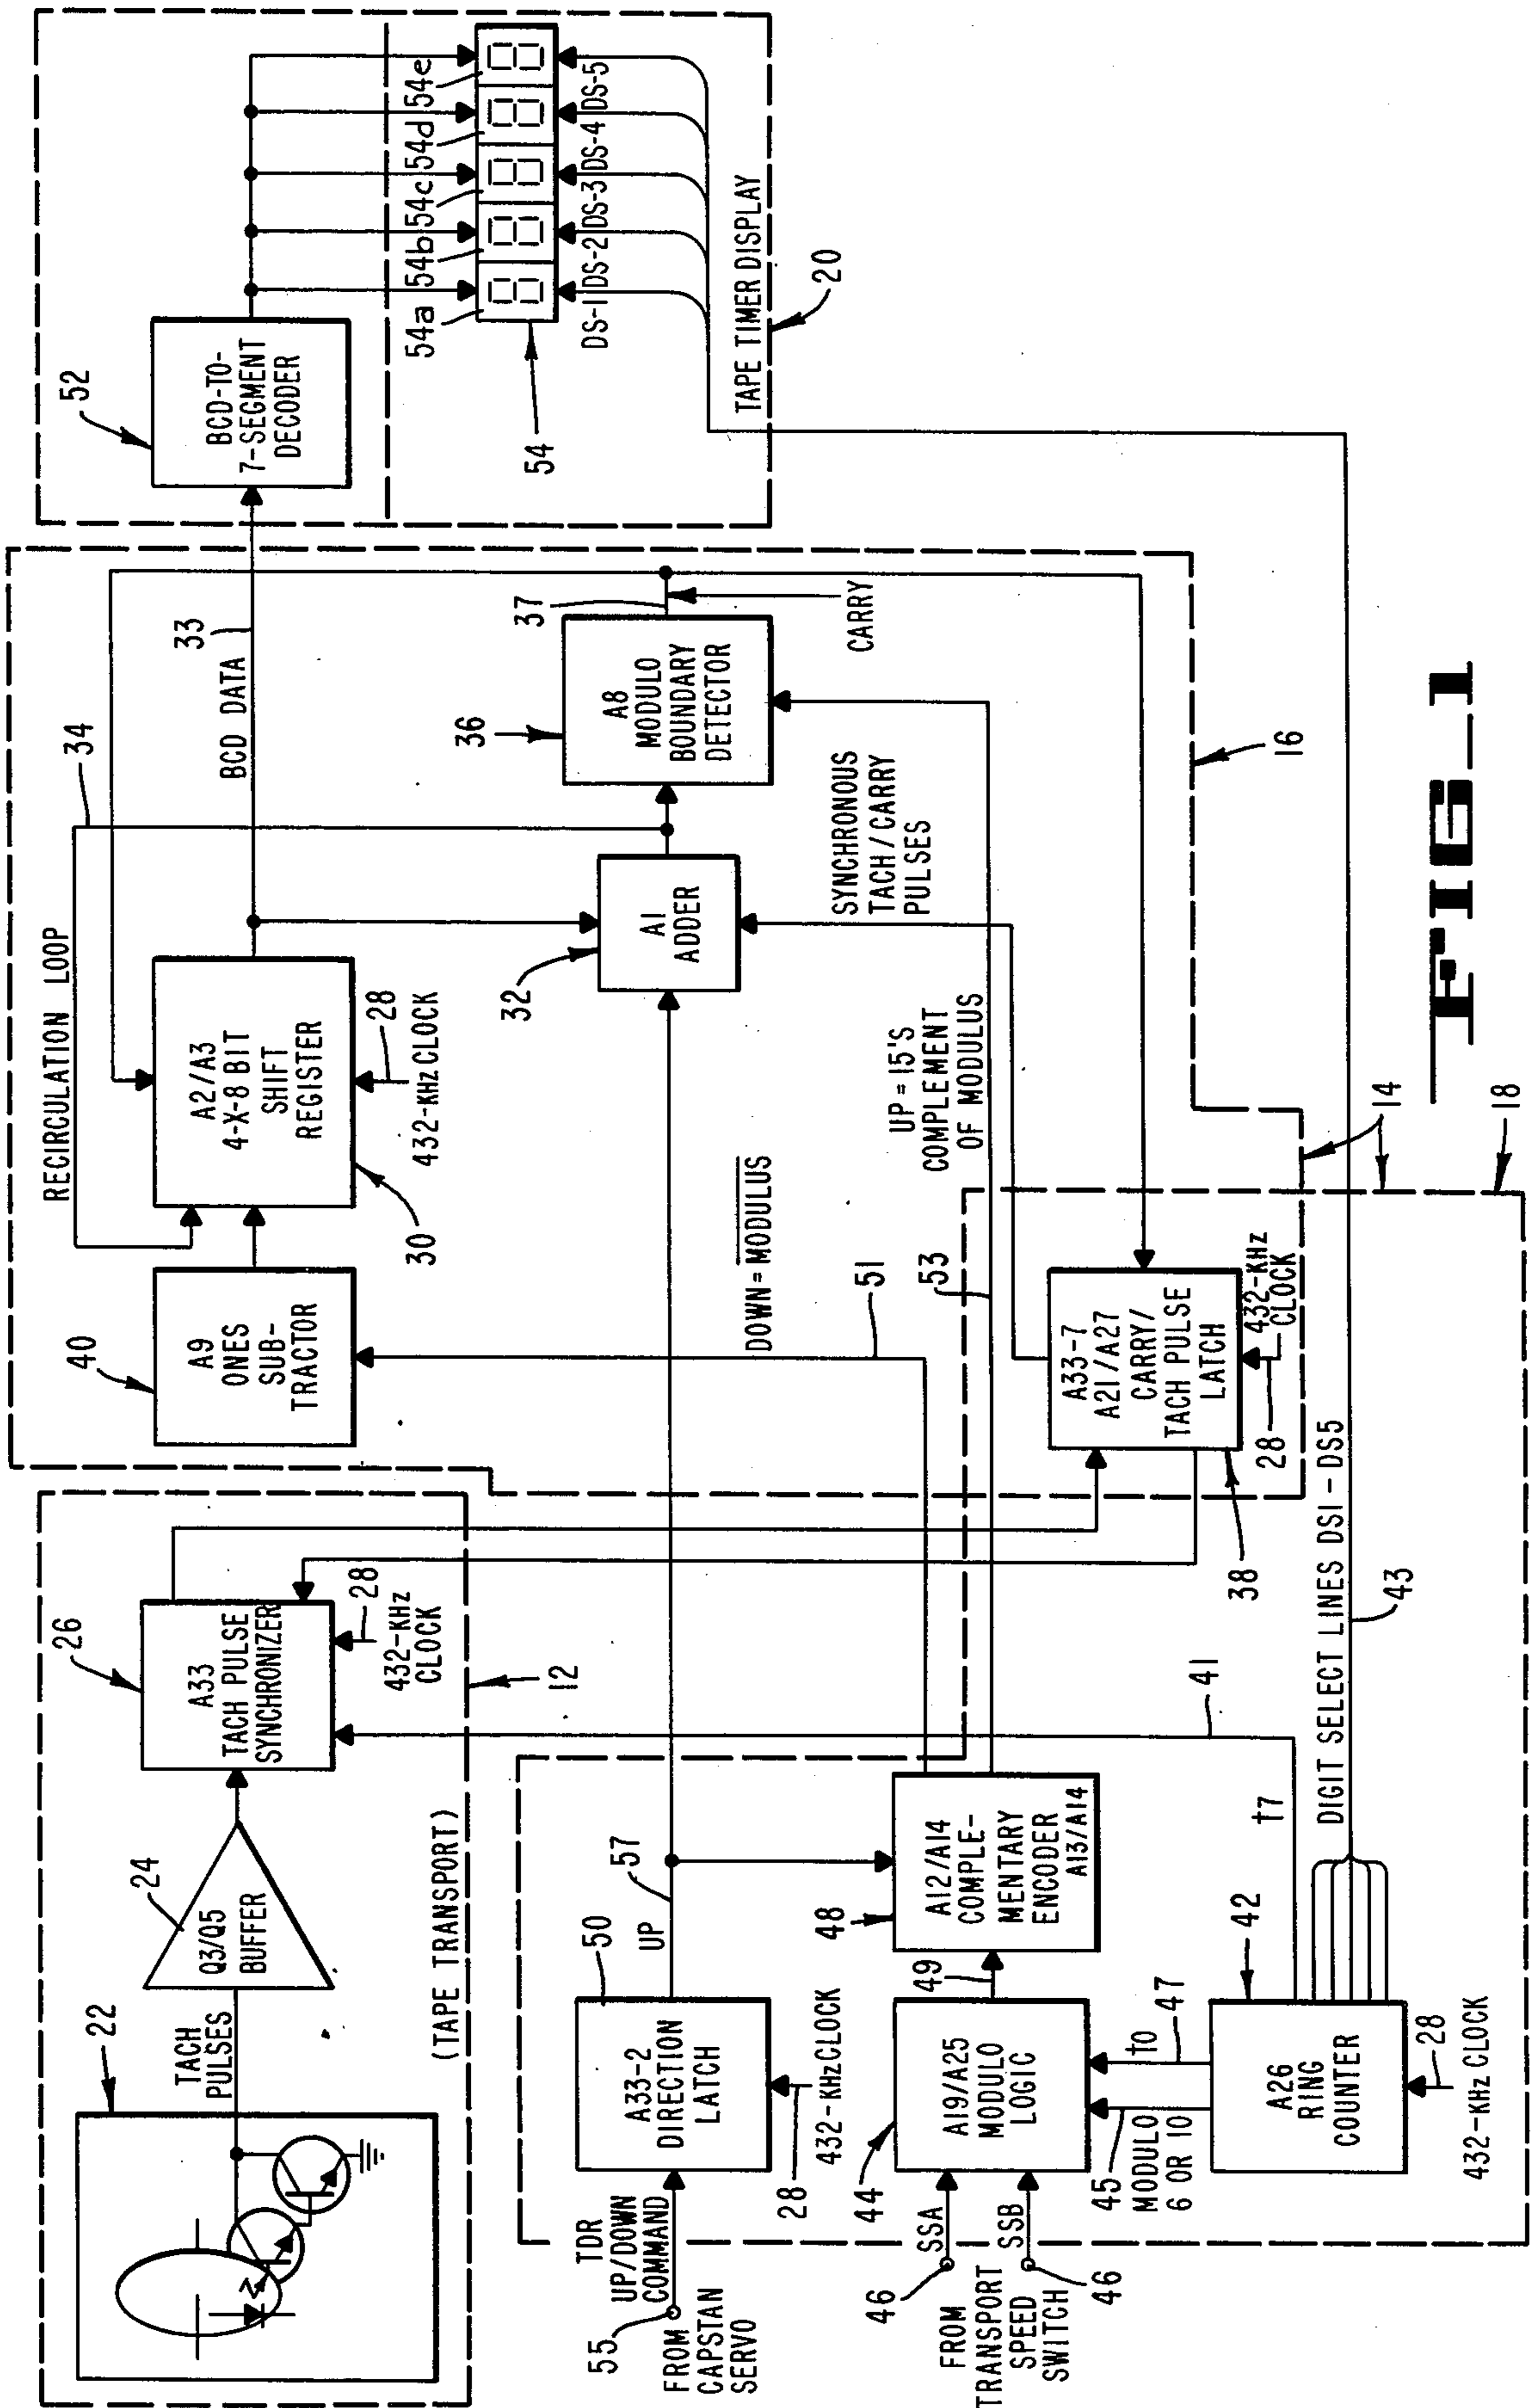 22
TACH
PULSES
24
Q3/Q5
BUFFER
26
A33
TACH PULSE
SYNCHRONIZER
28
432-KHz
CLOCK
12
(TAPE TRANSPORT)
40
A9
ONES
SUB-
TRACTOR
RECIRCULATION LOOP
34
A2/A3
4-X-8 BIT
SHIFT
REGISTER
30
28
432-KHz CLOCK
BCD DATA
33
52
BCD-TO-
7-SEGMENT
DECODER
54a
54b
54c
54d
54e
54
DS-1
DS-2
DS-3
DS-4
DS-5
TAPE TIMER DISPLAY
20
TDR
UP/DOWN
COMMAND
55
FROM
CAPSTAN
SERVO
50
A33-2
DIRECTION
LATCH
28
432-KHz CLOCK
UP
57
DOWN=MODULUS
51
32
A1
ADDER
36
A8
MODULO
BOUNDARY
DETECTOR
37
CARRY
SYNCHRONOUS
TACH/CARRY
PULSES
UP=15'S
COMPLEMENT
OF MODULUS
53
16
46
SSA
SSB
46
FROM
TRANSPORT
SPEED
SWITCH
44
A19/A25
MODULO
LOGIC
49
48
A12/A14
COMPLE-
MENTARY
ENCODER
A13/A14
A33-7
A21/A27
CARRY/
TACH PULSE
LATCH
28
432-KHz
CLOCK
38
14
18
45
MODULO
6 OR 10
t0
47
42
A26
RING
COUNTER
28
432-KHz CLOCK
t7
41
DIGIT SELECT LINES DS1-DS5
43
FIG_1